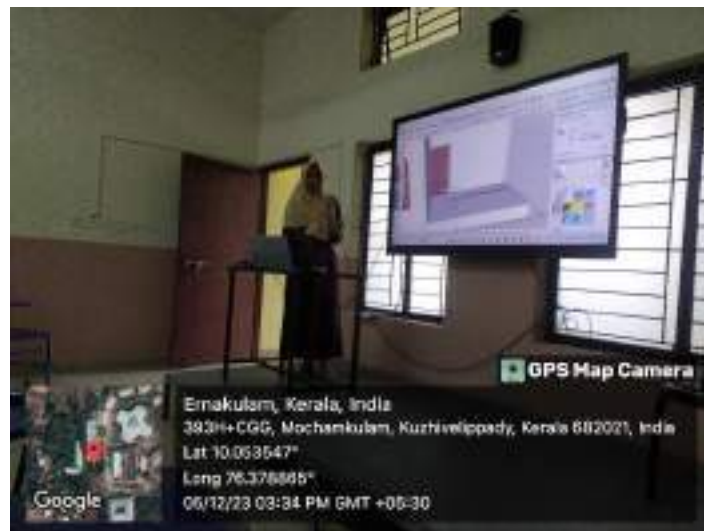 GPS Map Camera
Ernakulam, Kerala, India
393H+CGG, Mochamkulam, Kuzhivelippady, Kerala 682021, India
Lat 10.053547°
Long 76.378865°
05/12/23 03:34 PM GMT +05:30
Google